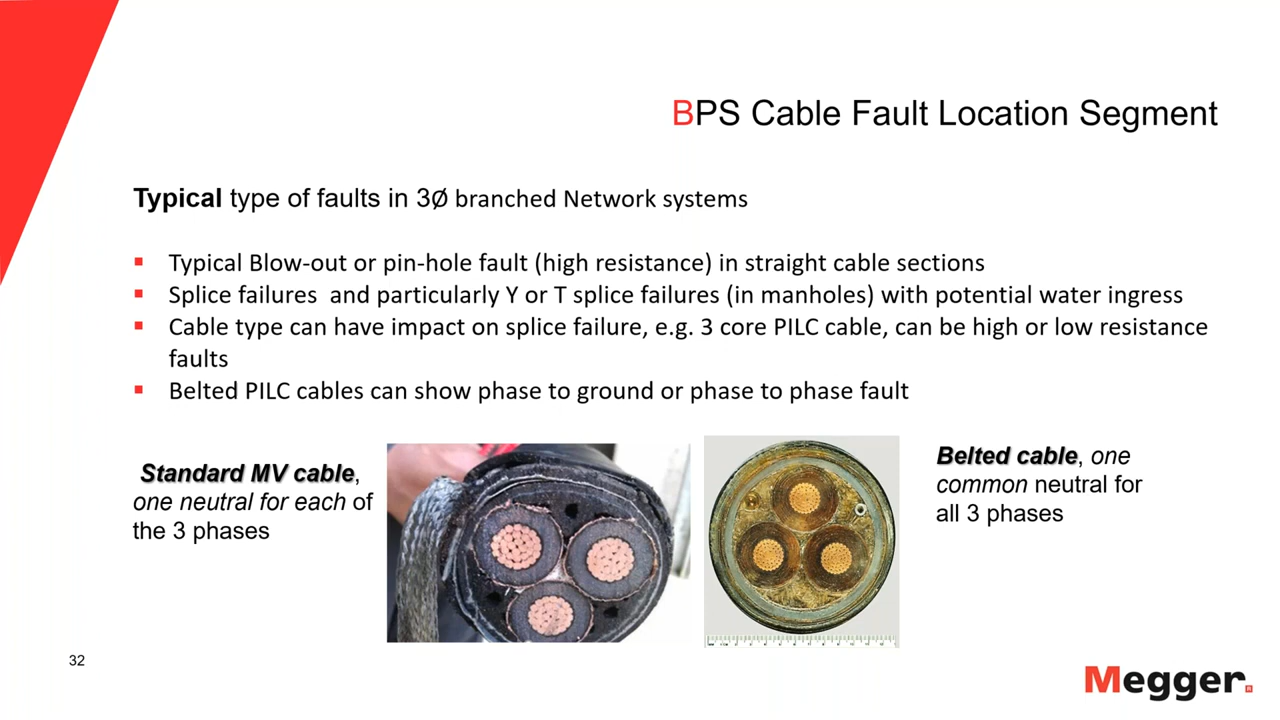 BPS Cable Fault Location Segment
Typical type of faults in 3Ø branched Network systems
▪ Typical Blow-out or pin-hole fault (high resistance) in straight cable sections
▪ Splice failures  and particularly Y or T splice failures (in manholes) with potential water ingress
▪ Cable type can have impact on splice failure, e.g. 3 core PILC cable, can be high or low resistance
faults
▪ Belted PILC cables can show phase to ground or phase to phase fault
Standard MV cable,
one neutral for each of
the 3 phases
Belted cable, one
common neutral for
all 3 phases
32
Megger